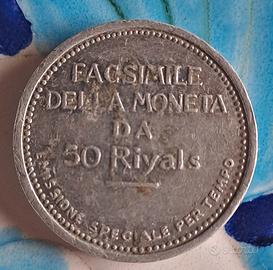 FACSIMILE
DELLA MONETA
DA
50 Riyals
EMISSIONE SPECIALE PER TEMPO